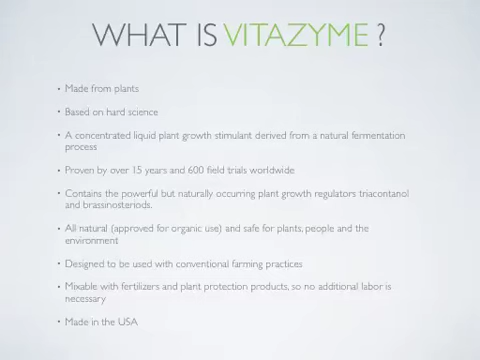 WHAT IS VITAZYME ?
• Made from plants
• Based on hard science
• A concentrated liquid plant growth stimulant derived from a natural fermentation
process
• Proven by over 15 years and 600 field trials worldwide
• Contains the powerful but naturally occurring plant growth regulators triacontanol
and brassinosteriods.
• All natural (approved for organic use) and safe for plants, people and the
environment
• Designed to be used with conventional farming practices
• Mixable with fertilizers and plant protection products, so no additional labor is
necessary
• Made in the USA